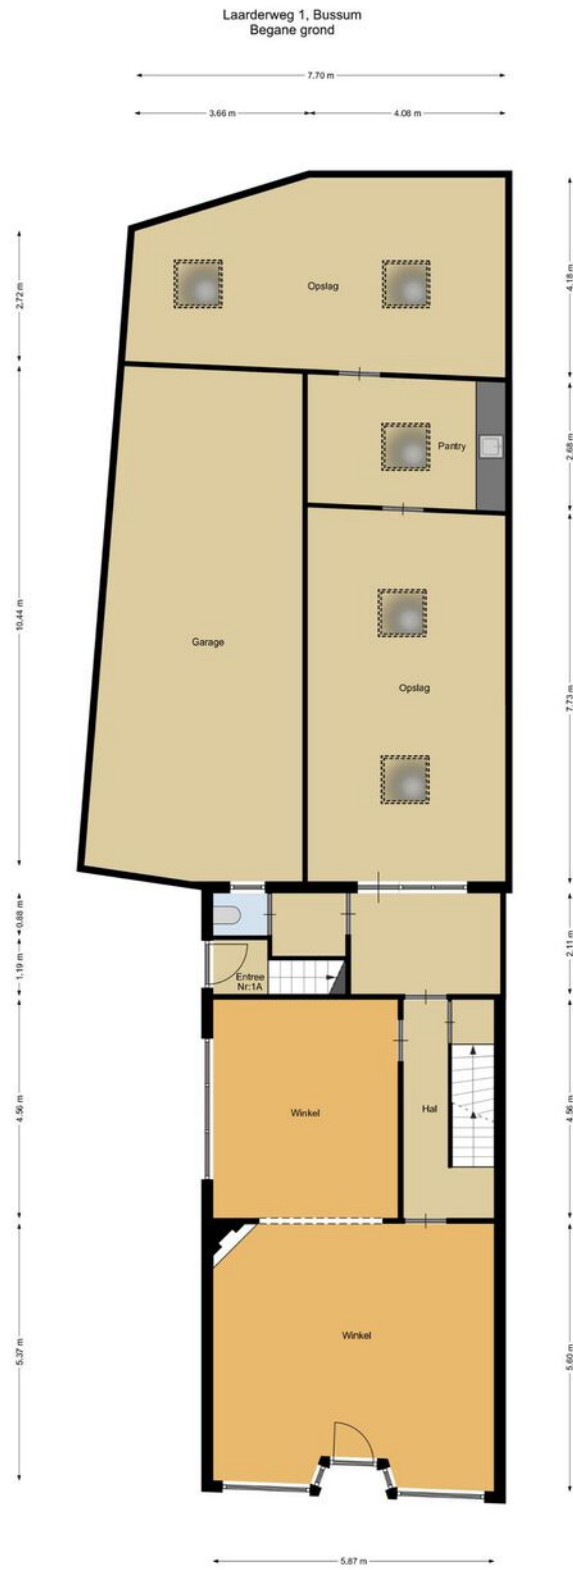 Laarderweg 1, Bussum
Begane grond
7.70 m
3.66 m
4.08 m
2.72 m
4.18 m
Opslag
Pantry
2.68 m
10.44 m
Garage
Opslag
7.73 m
0.88 m
1.19 m
2.11 m
Entree
Nr:1A
4.56 m
Winkel
Hal
4.56 m
5.37 m
Winkel
5.60 m
5.87 m